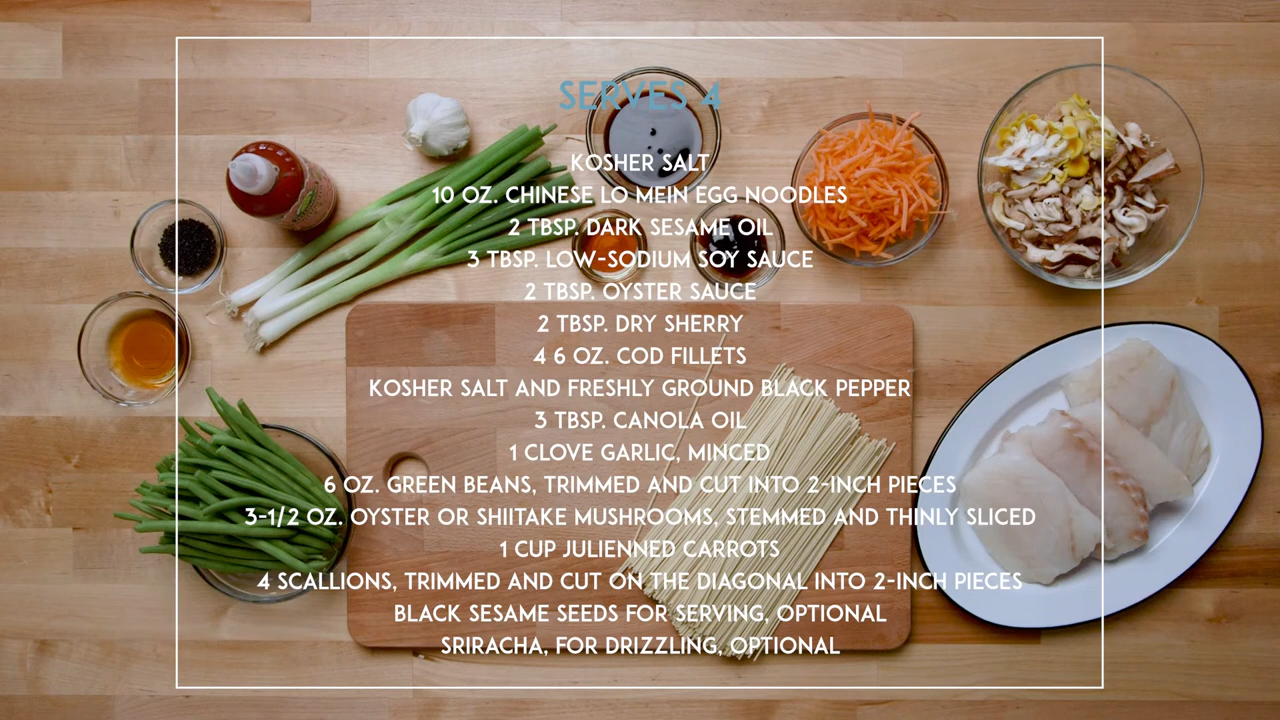 SERVES 4
KOSHER SALT
10 OZ. CHINESE LO MEIN EGG NOODLES
2 TBSP. DARK SESAME OIL
3 TBSP. LOW-SODIUM SOY SAUCE
2 TBSP. OYSTER SAUCE
2 TBSP. DRY SHERRY
4 6 OZ. COD FILLETS
KOSHER SALT AND FRESHLY GROUND BLACK PEPPER
3 TBSP. CANOLA OIL
1 CLOVE GARLIC, MINCED
6 OZ. GREEN BEANS, TRIMMED AND CUT INTO 2-INCH PIECES
3-1/2 OZ. OYSTER OR SHIITAKE MUSHROOMS, STEMMED AND THINLY SLICED
1 CUP JULIENNED CARROTS
4 SCALLIONS, TRIMMED AND CUT ON THE DIAGONAL INTO 2-INCH PIECES
BLACK SESAME SEEDS FOR SERVING, OPTIONAL
SRIRACHA, FOR DRIZZLING, OPTIONAL